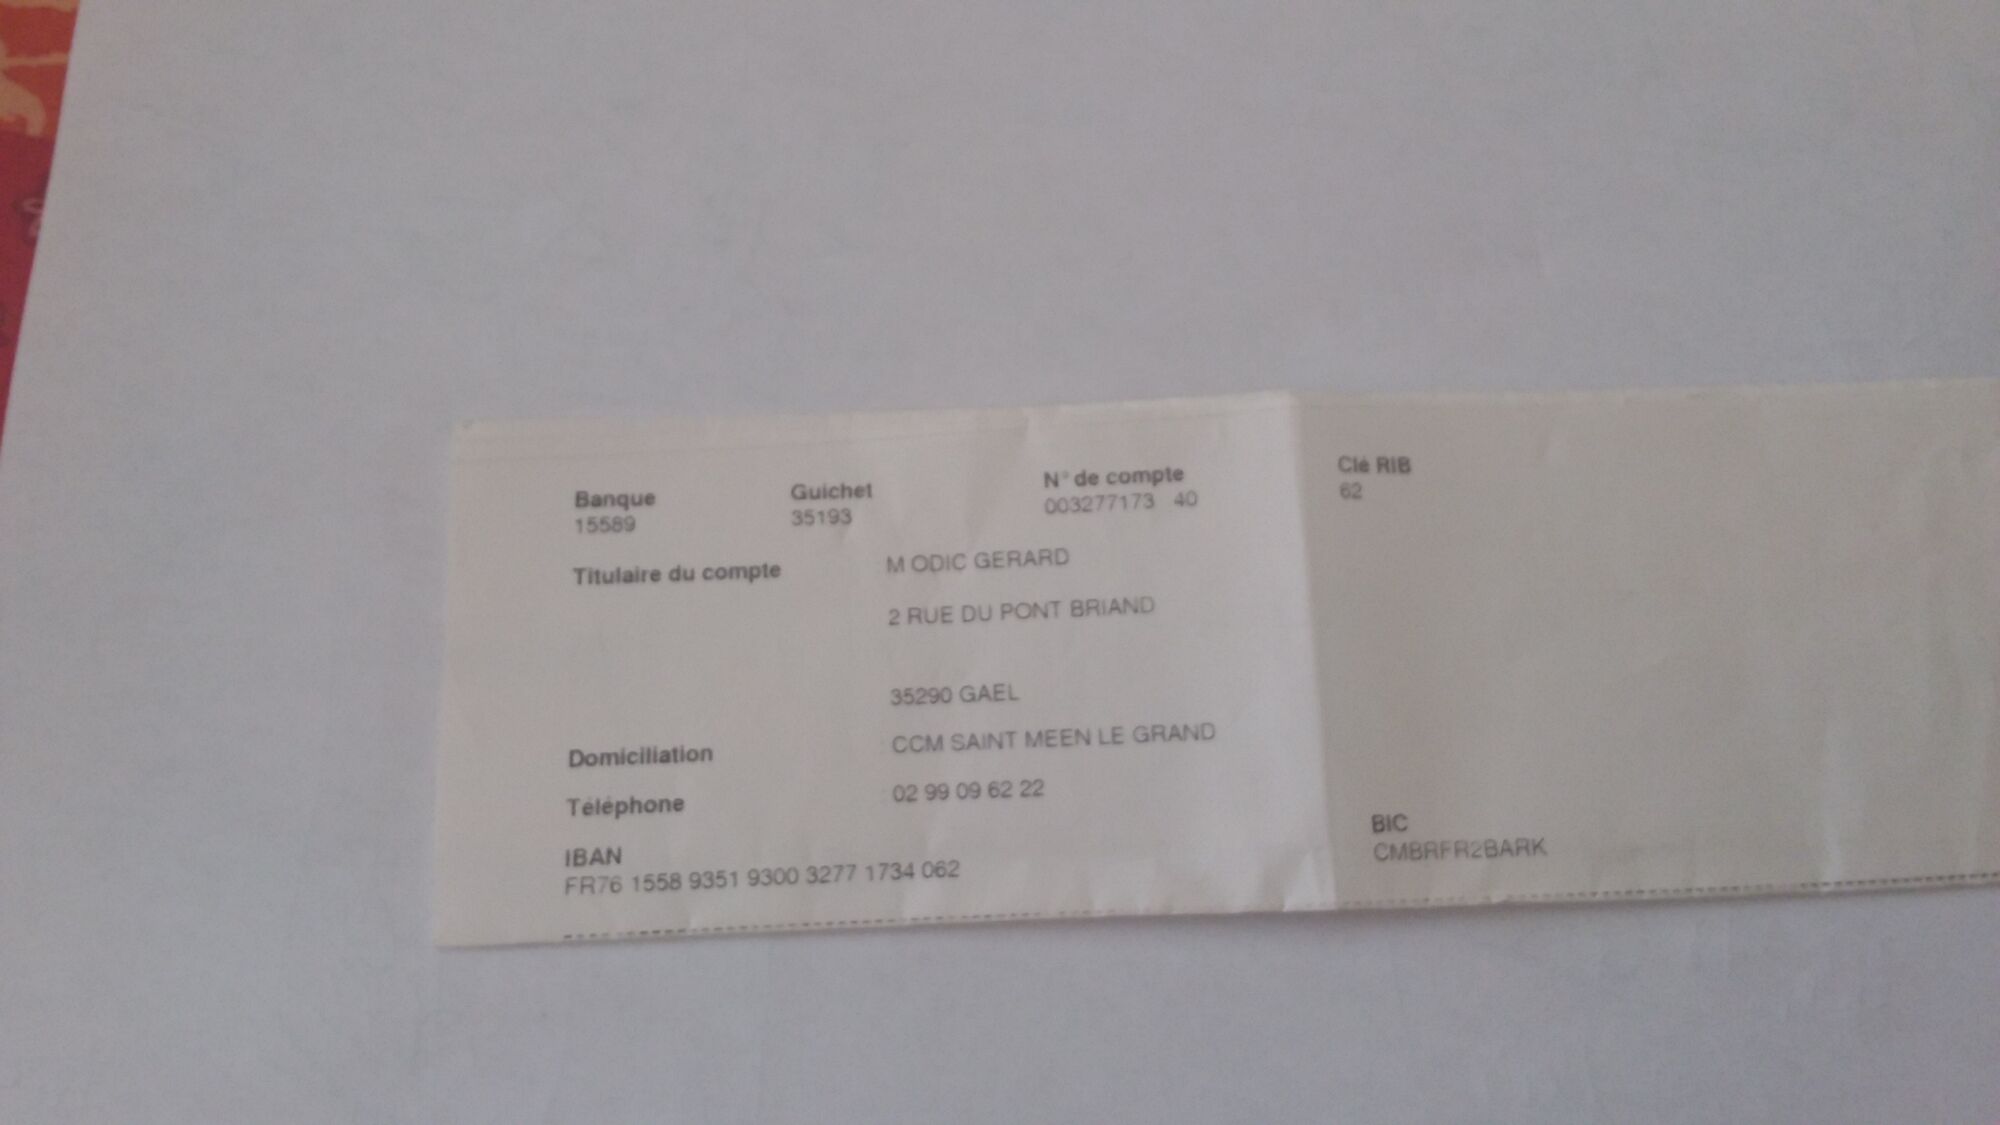 Banque Guichet N° de compte Clé RIB
15589 35193 003277173 40 62
Titulaire du compte M ODIC GERARD
2 RUE DU PONT BRIAND
35290 GAEL
Domiciliation CCM SAINT MEEN LE GRAND
Téléphone 02 99 09 62 22
IBAN BIC
FR76 1558 9351 9300 3277 1734 062 CMBRFR2BARK